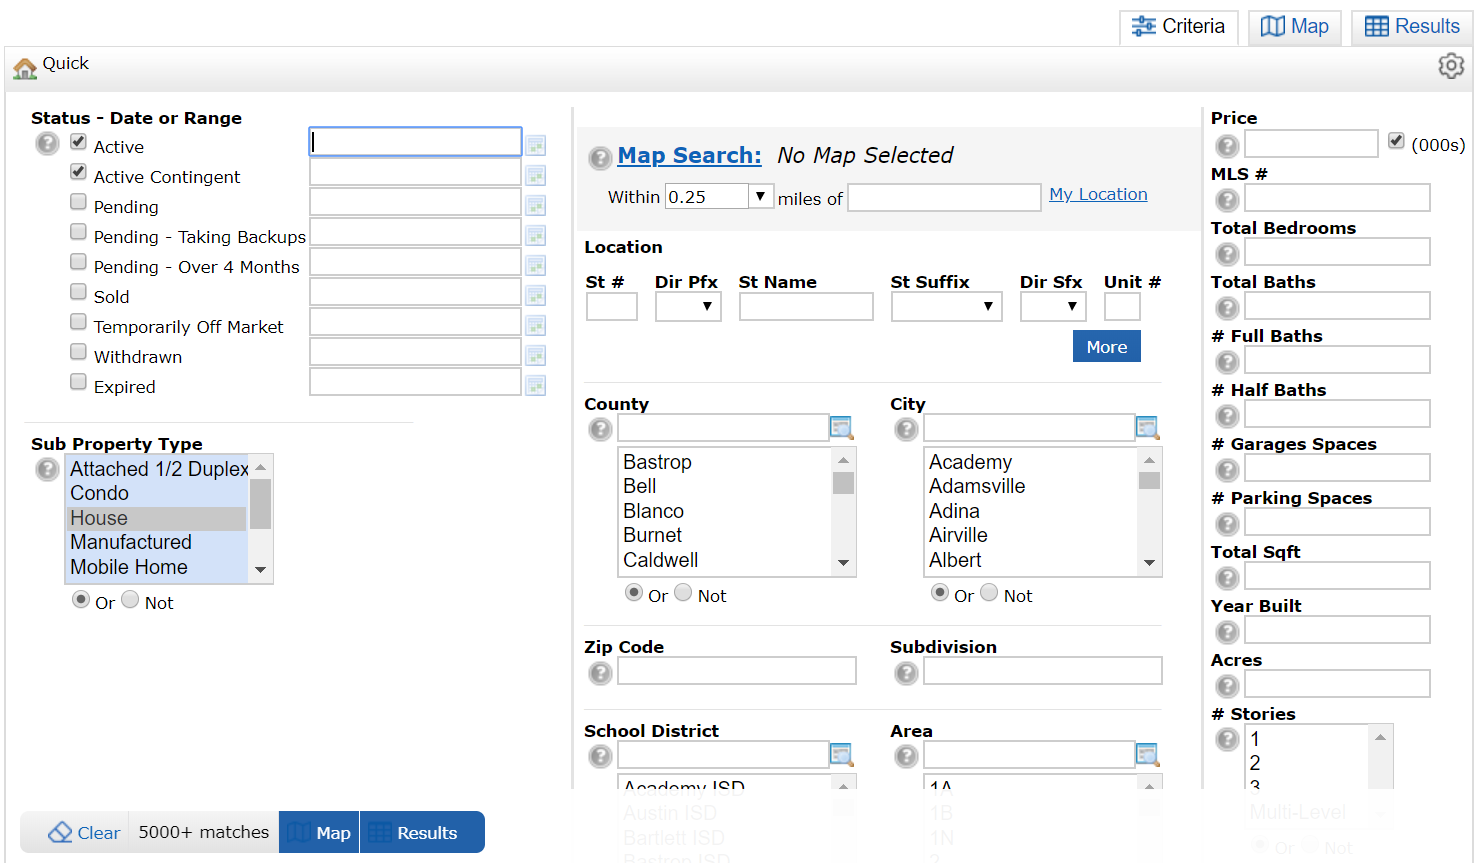 Criteria
Map
Results
Quick
Status - Date or Range
Active
Active Contingent
Pending
Pending - Taking Backups
Pending - Over 4 Months
Sold
Temporarily Off Market
Withdrawn
Expired
Sub Property Type
Attached 1/2 Duplex
Condo
House
Manufactured
Mobile Home
Or Not
Map Search: No Map Selected
Within 0.25 miles of My Location
Location
St # Dir Pfx St Name St Suffix Dir Sfx Unit #
More
County
Bastrop
Bell
Blanco
Burnet
Caldwell
Or Not
City
Academy
Adamsville
Adina
Airville
Albert
Or Not
Zip Code
Subdivision
School District
Academy ISD
Austin ISD
Bartlett ISD
Bastrop ISD
Area
1A
1B
1N
2
Price
(000s)
MLS #
Total Bedrooms
Total Baths
# Full Baths
# Half Baths
# Garages Spaces
# Parking Spaces
Total Sqft
Year Built
Acres
# Stories
1
2
3
Multi-Level
Or Not
Clear
5000+ matches
Map
Results